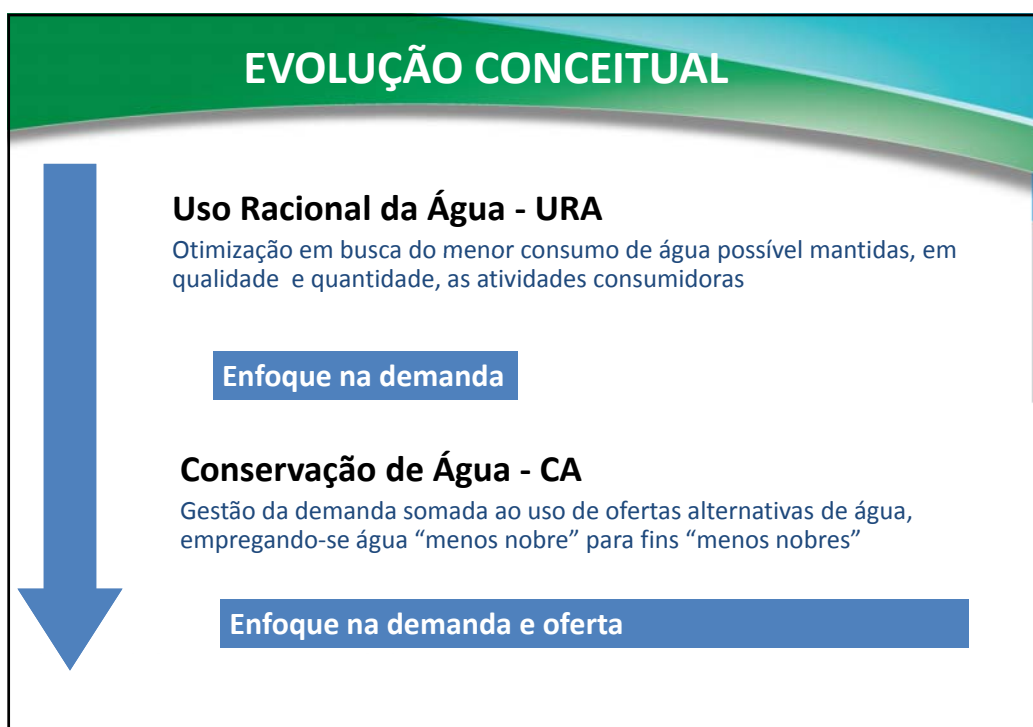 EVOLUÇÃO CONCEITUAL
Uso Racional da Água - URA
Otimização em busca do menor consumo de água possível mantidas, em
qualidade e quantidade, as atividades consumidoras
Enfoque na demanda
Conservação de Água - CA
Gestão da demanda somada ao uso de ofertas alternativas de água,
empregando-se água “menos nobre” para fins “menos nobres”
Enfoque na demanda e oferta